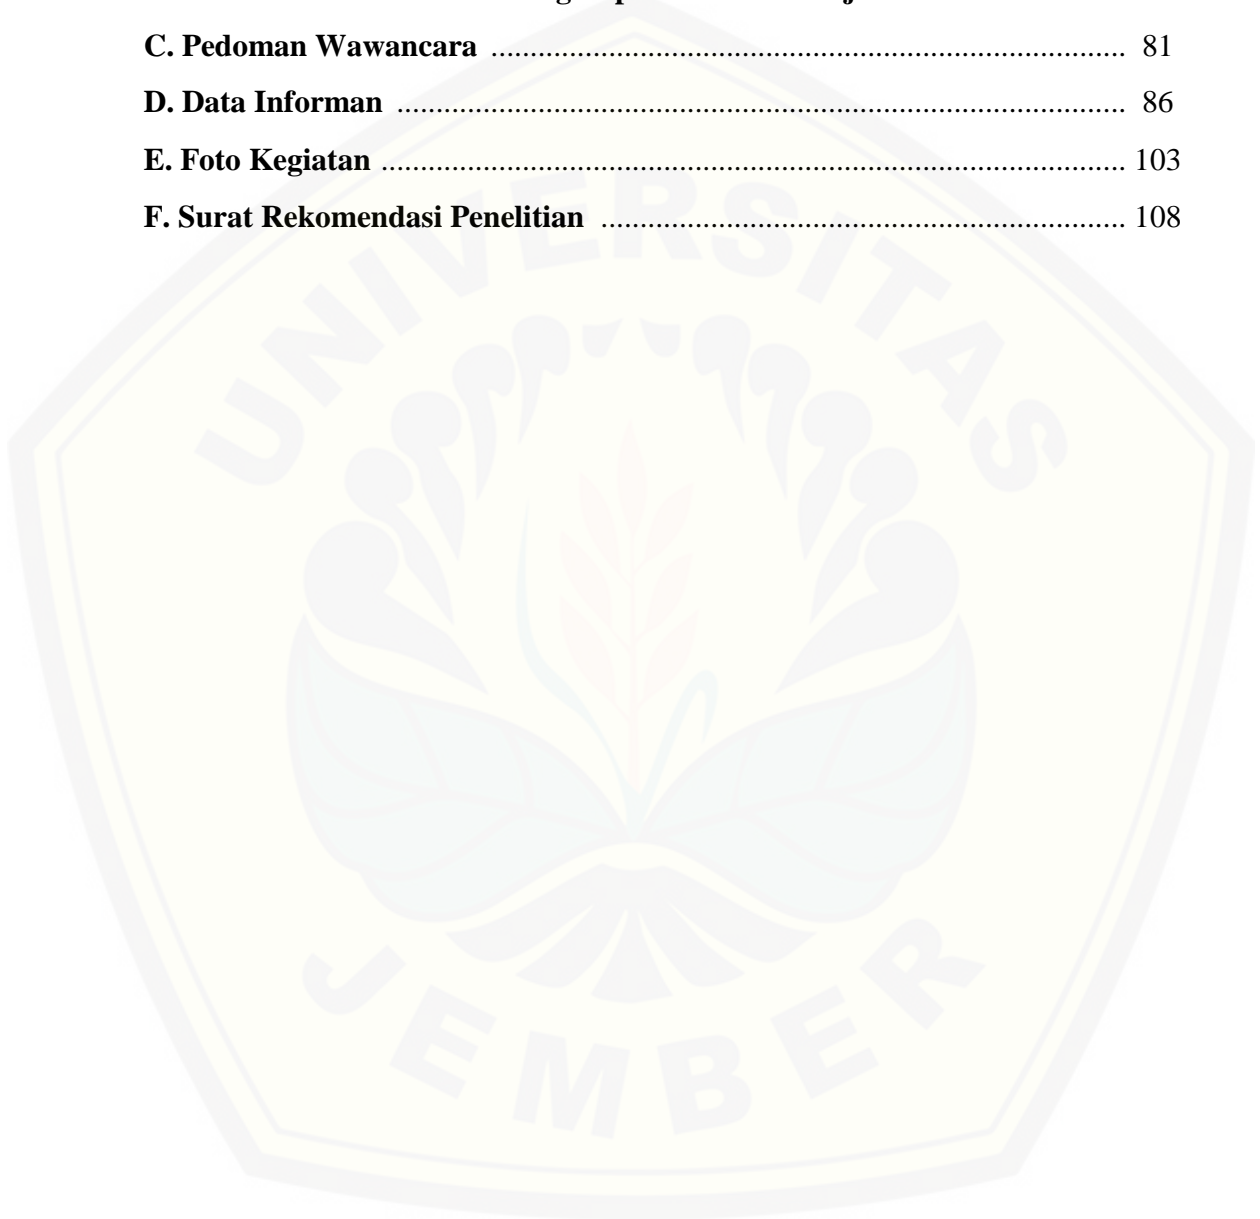 C. Pedoman Wawancara ........................................................................ 81
D. Data Informan ........................................................................ 86
E. Foto Kegiatan ........................................................................ 103
F. Surat Rekomendasi Penelitian ........................................................................ 108
UNIVERSITAS
JEMBER